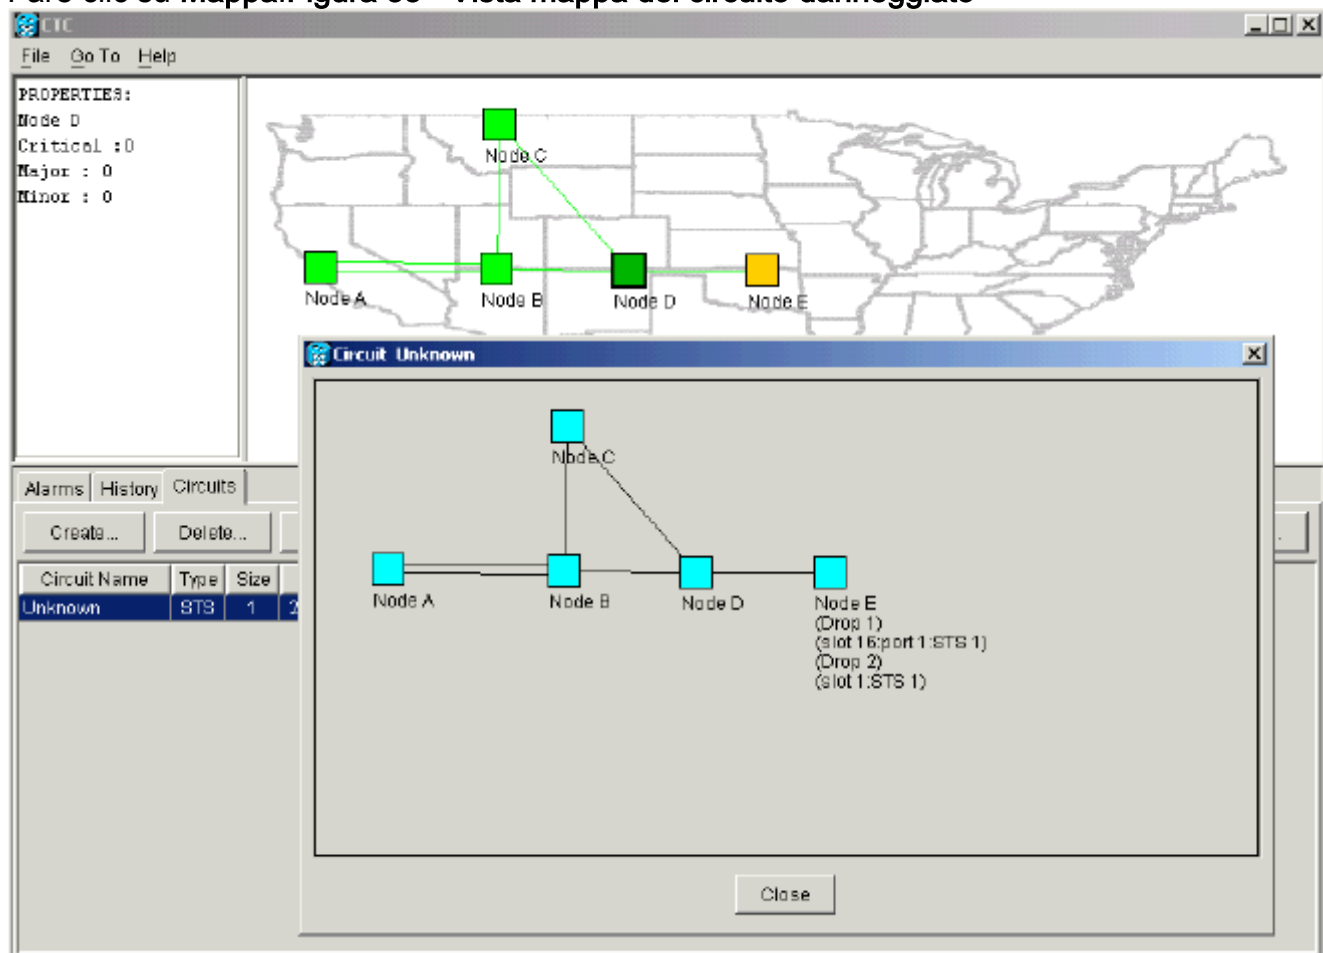 CTC
File Go To Help
PROPERTIES:
Node D
Critical :0
Major : 0
Minor : 0
Node C
Node A
Node B
Node D
Node E
Circuit Unknown
Node C
Node A
Node B
Node D
Node E
(Drop 1)
(slot 16:port 1:STS 1)
(Drop 2)
(slot 1:STS 1)
Close
Alarms History Circuits
Create... Delete...
Circuit Name Type Size
Unknown STS 1 2